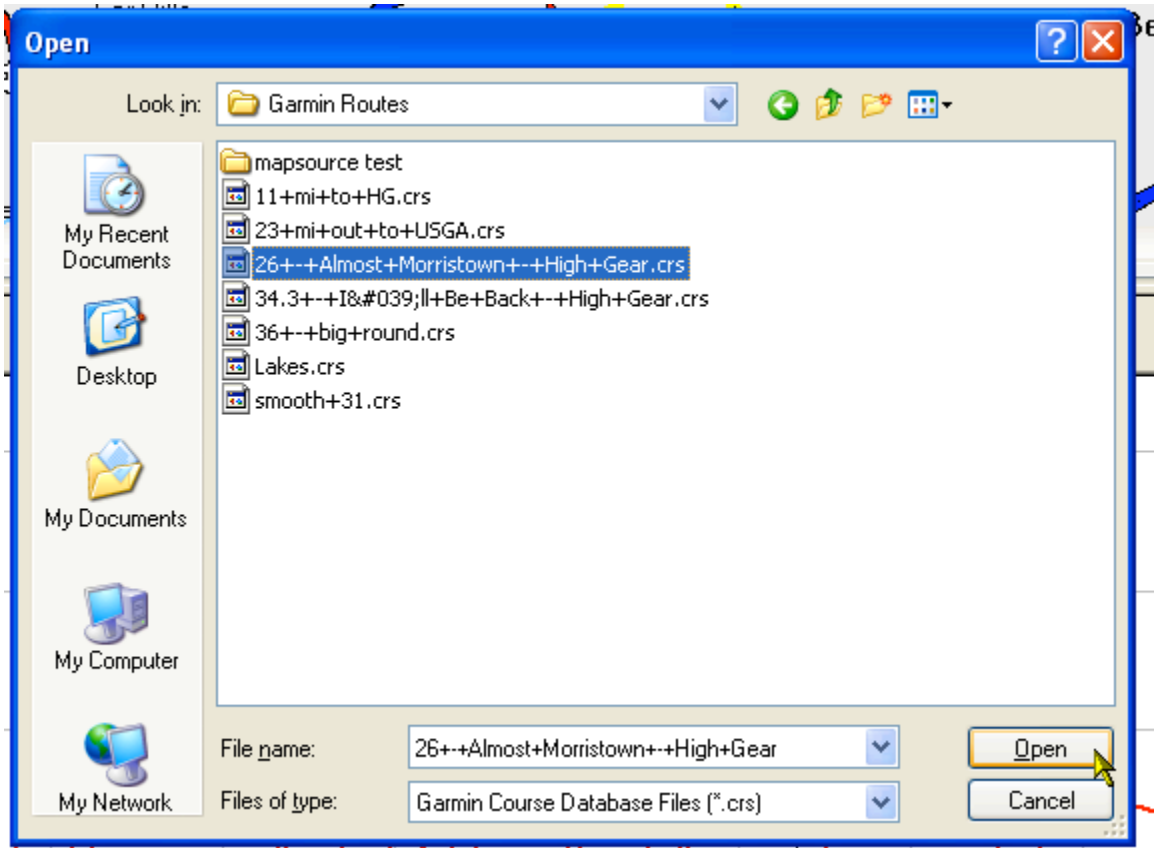 Open
Look in:
Garmin Routes
My Recent
Documents
Desktop
My Documents
My Computer
My Network
mapsource test
11+mi+to+HG.crs
23+mi+out+to+USGA.crs
26+-+Almost+Morristown+-+High+Gear.crs
34.3+-+I&#039;ll+Be+Back+-+High+Gear.crs
36+-+big+round.crs
Lakes.crs
smooth+31.crs
File name:
26+-+Almost+Morristown+-+High+Gear
Open
Files of type:
Garmin Course Database Files (*.crs)
Cancel